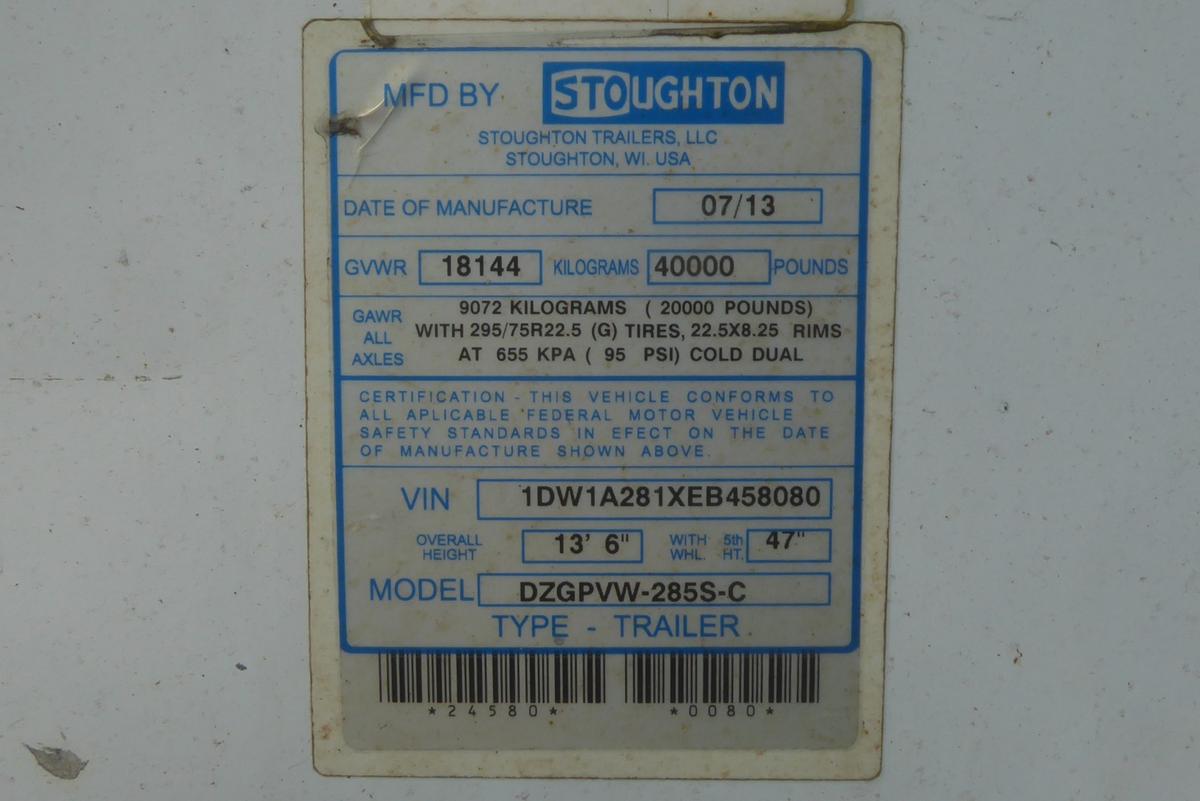 MFD BY STOUGHTON
STOUGHTON TRAILERS, LLC
STOUGHTON, WI. USA
DATE OF MANUFACTURE 07/13
GVWR 18144 KILOGRAMS 40000 POUNDS
GAWR ALL AXLES
9072 KILOGRAMS ( 20000 POUNDS)
WITH 295/75R22.5 (G) TIRES, 22.5X8.25 RIMS
AT 655 KPA ( 95 PSI) COLD DUAL
CERTIFICATION - THIS VEHICLE CONFORMS TO
ALL APLICABLE FEDERAL MOTOR VEHICLE
SAFETY STANDARDS IN EFECT ON THE DATE
OF MANUFACTURE SHOWN ABOVE.
VIN 1DW1A281XEB458080
OVERALL HEIGHT 13' 6" WITH 5th WHL. HT. 47"
MODEL DZGPVW-285S-C
TYPE - TRAILER
*24580* *0080*